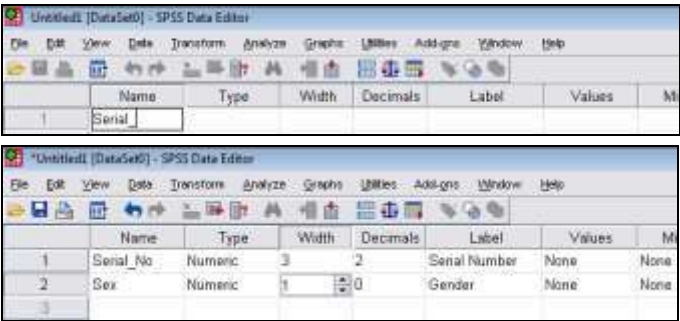 Untitled1 [DataSet0] - SPSS Data Editor
File Edit View Data Transform Analyze Graphs Utilities Add-ons Window Help
Name Type Width Decimals Label Values Mi
1 Serial_
*Untitled1 [DataSet0] - SPSS Data Editor
File Edit View Data Transform Analyze Graphs Utilities Add-ons Window Help
Name Type Width Decimals Label Values Mi
1 Serial_No Numeric 3 2 Serial Number None None
2 Sex Numeric 1 0 Gender None None
3